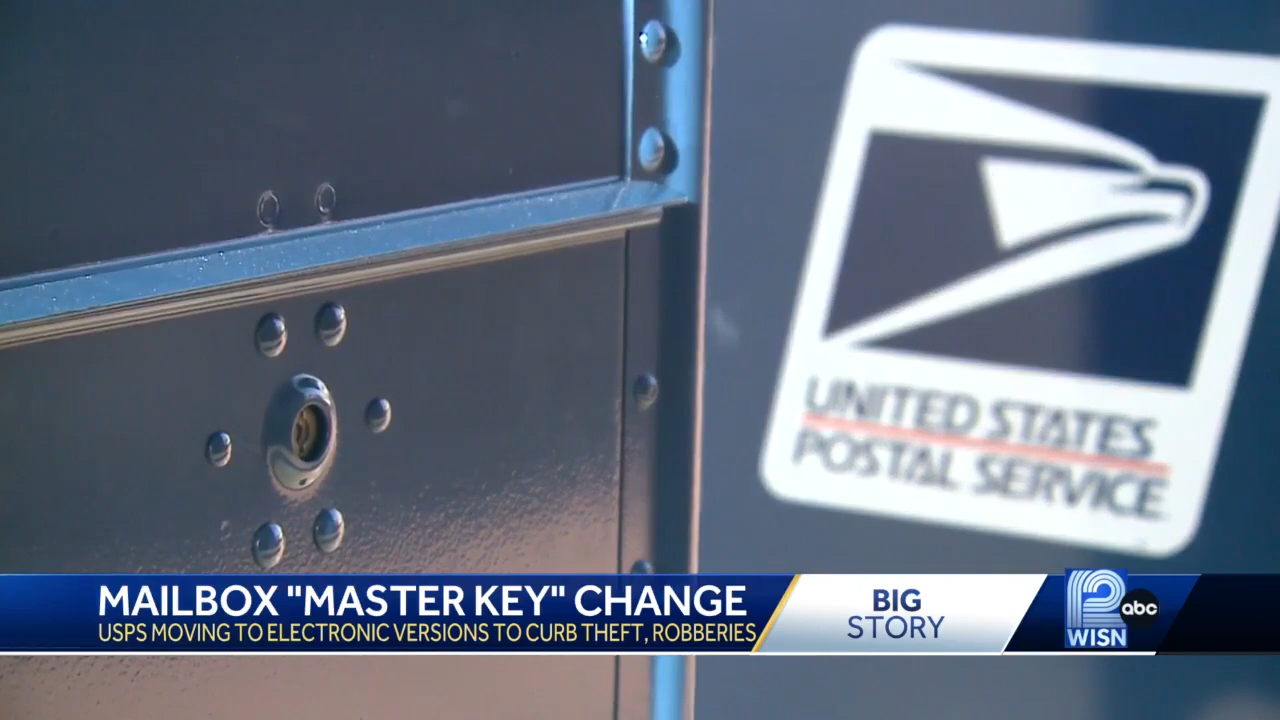 UNITED STATES
POSTAL SERVICE
MAILBOX "MASTER KEY" CHANGE
USPS MOVING TO ELECTRONIC VERSIONS TO CURB THEFT, ROBBERIES
BIG
STORY
12
abc
WISN